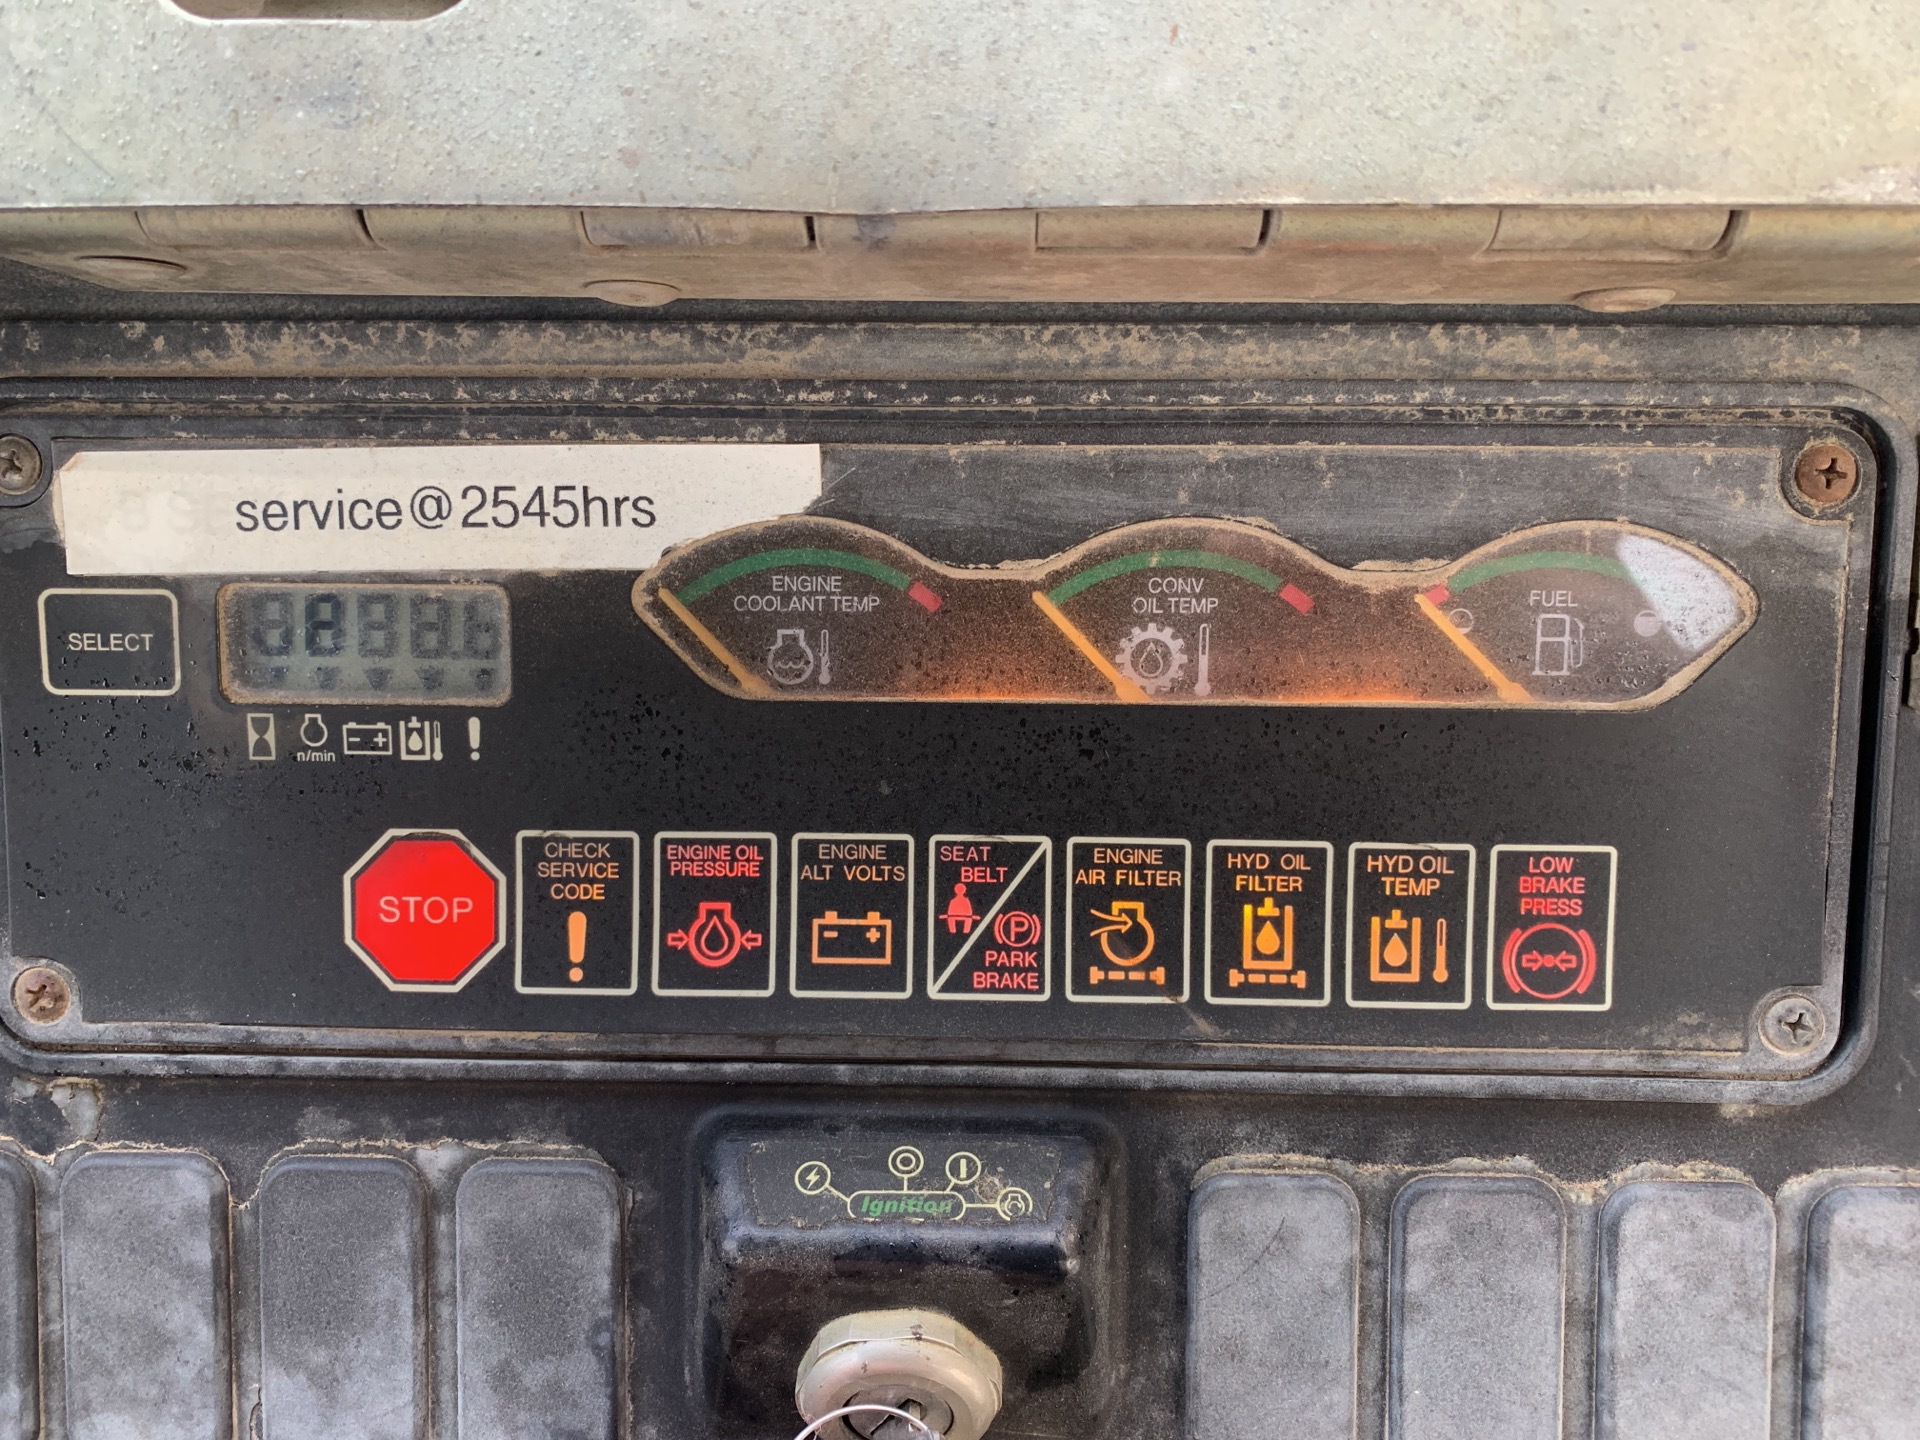 service@2545hrs
SELECT
n/min
ENGINE
COOLANT TEMP
CONV
OIL TEMP
FUEL
STOP
CHECK
SERVICE
CODE
ENGINE OIL
PRESSURE
ENGINE
ALT VOLTS
SEAT
BELT
P
PARK
BRAKE
ENGINE
AIR FILTER
HYD OIL
FILTER
HYD OIL
TEMP
LOW
BRAKE
PRESS
Ignition